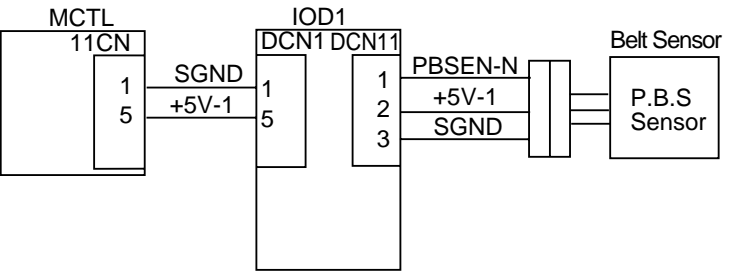 MCTL
IOD1
11CN
DCN1 DCN11
Belt Sensor
1 SGND 1
5 +5V-1 5
1 PBSEN-N
2 +5V-1
3 SGND
P.B.S
Sensor